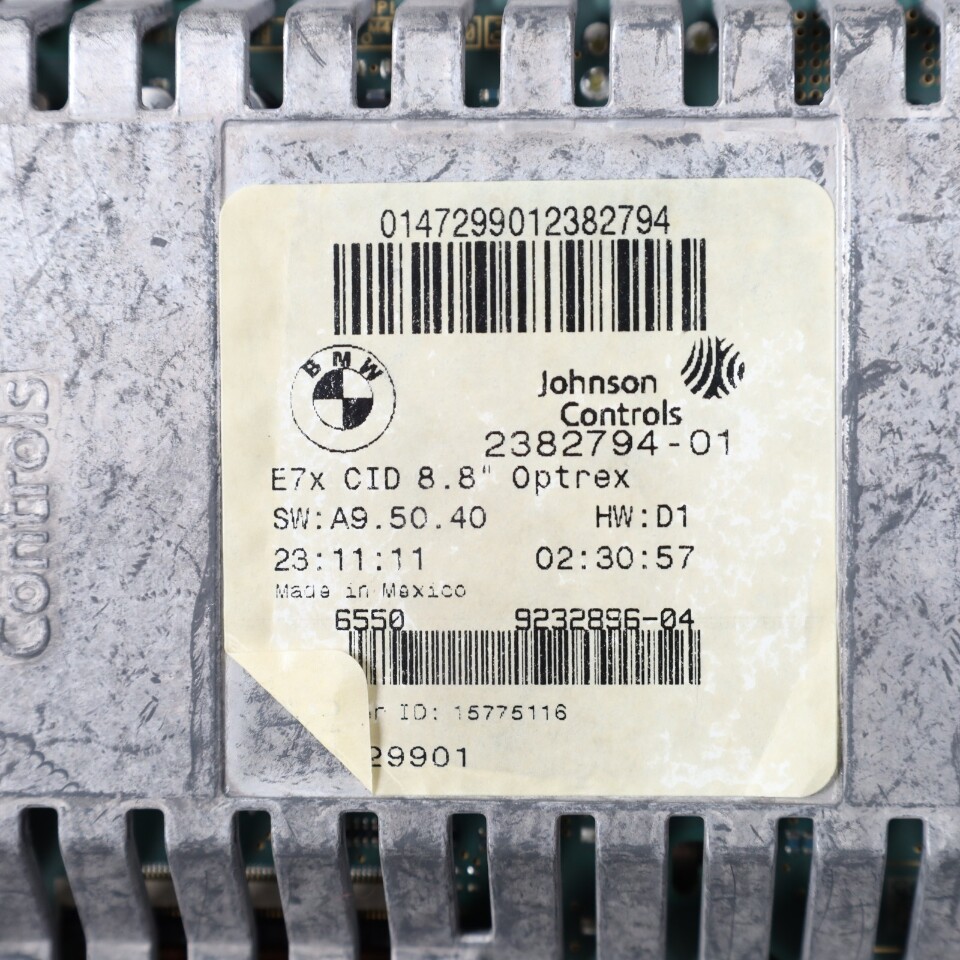 0147299012382794
BMW
Johnson
Controls
2382794-01
E7x CID 8.8" Optrex
SW:A9.50.40 HW:D1
23:11:11 02:30:57
Made in Mexico
6550 9232896-04
ID: 15775116
29901
Controls